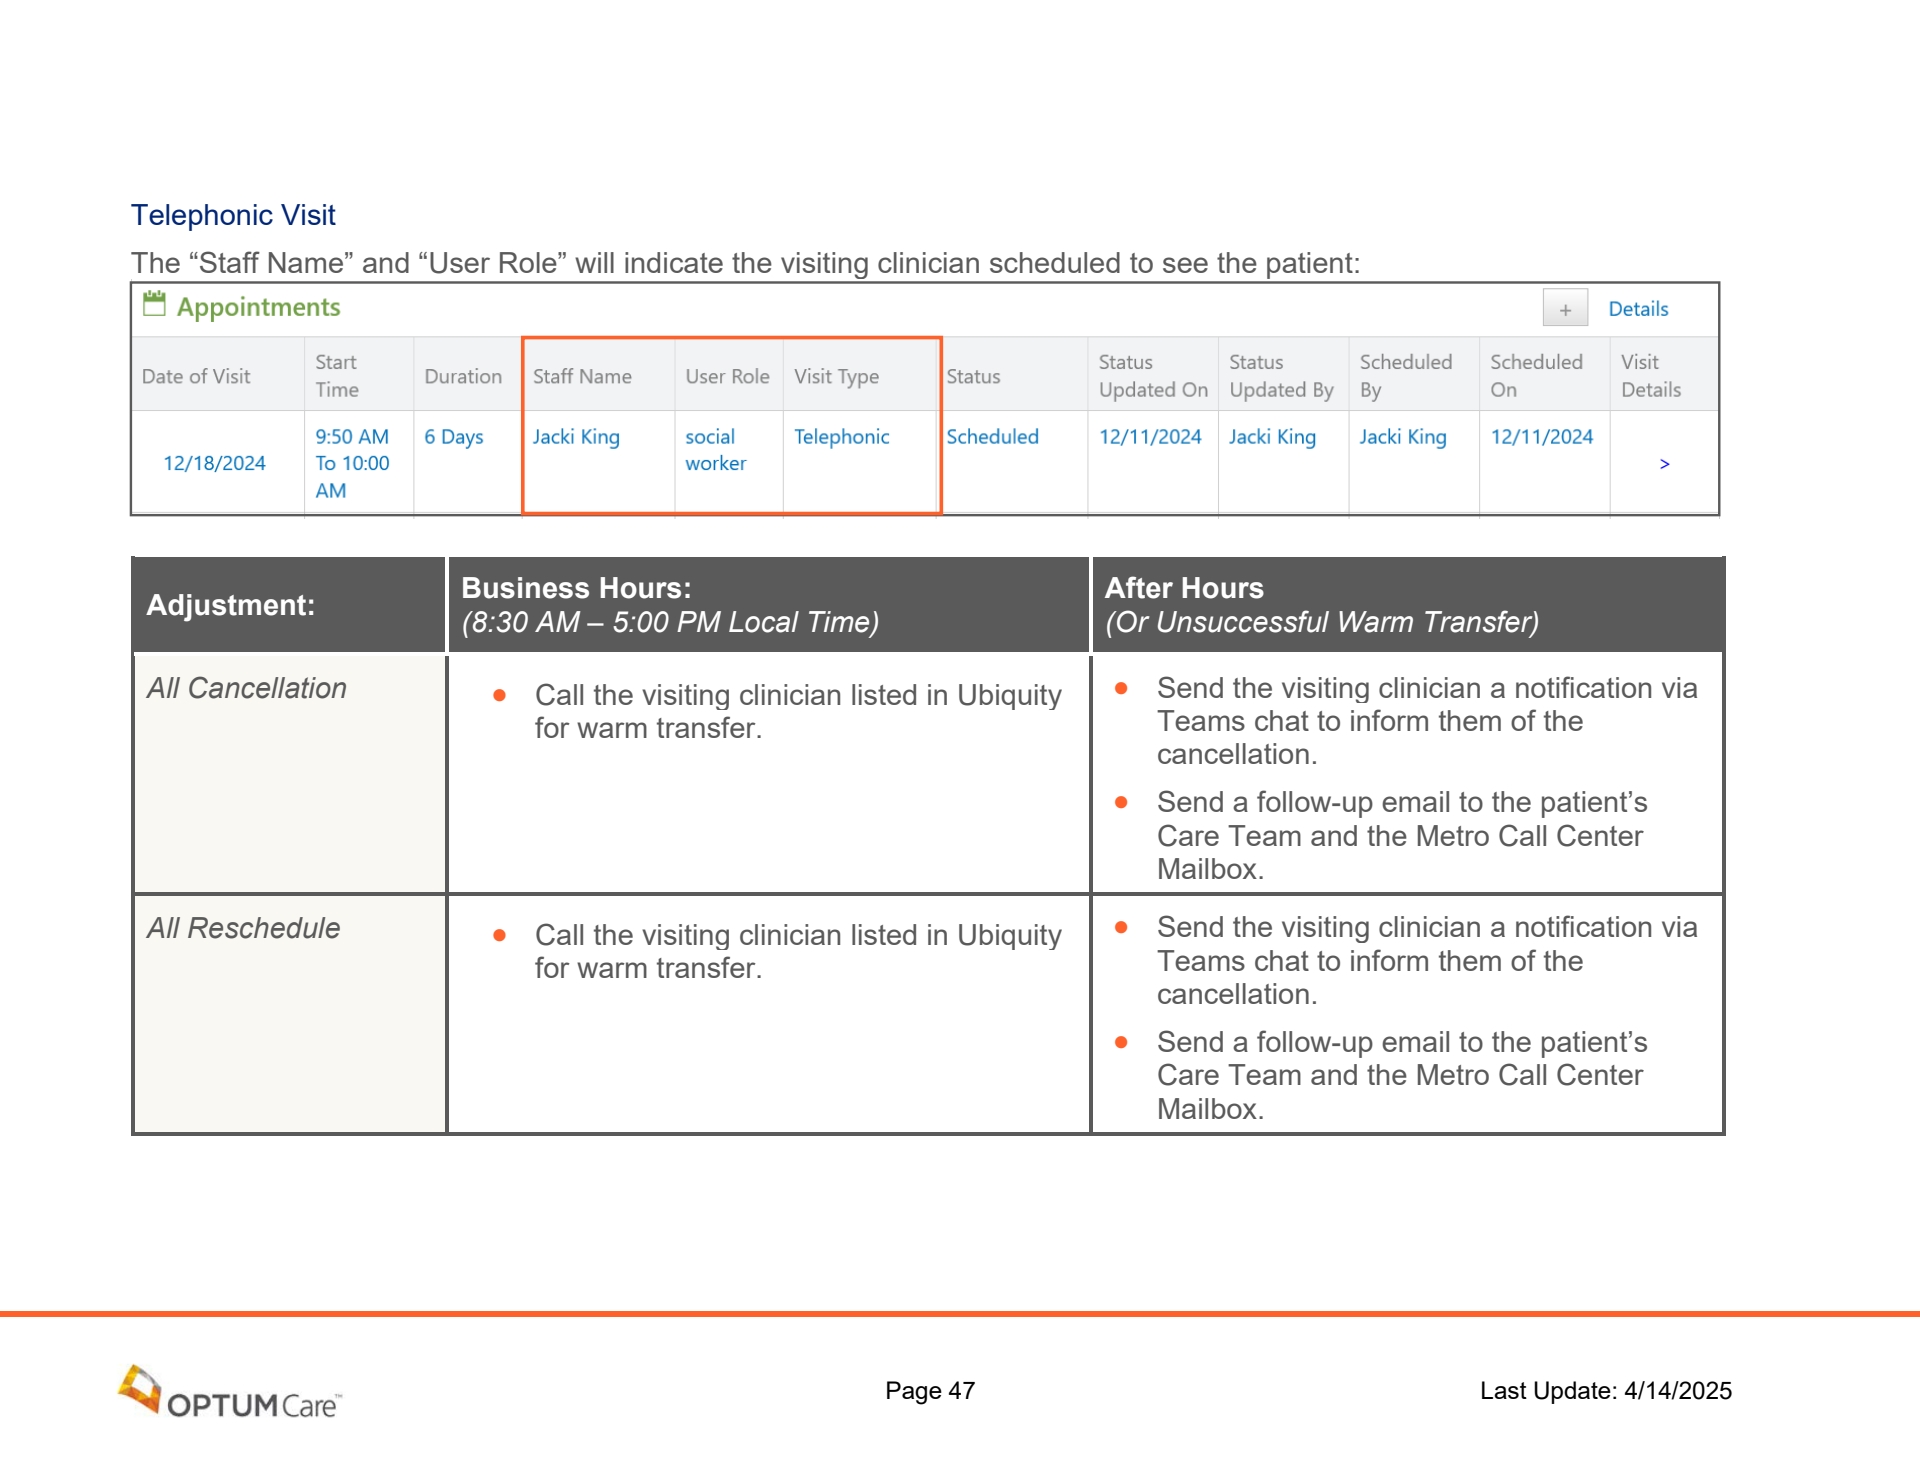 Telephonic Visit
The “Staff Name” and “User Role” will indicate the visiting clinician scheduled to see the patient:
Appointments
+
Details
Date of Visit
Start
Time
Duration
Staff Name
User Role
Visit Type
Status
Status
Updated On
Status
Updated By
Scheduled
By
Scheduled
On
Visit
Details
12/18/2024
9:50 AM
To 10:00
AM
6 Days
Jacki King
social
worker
Telephonic
Scheduled
12/11/2024
Jacki King
Jacki King
12/11/2024
>
Adjustment:
Business Hours:
(8:30 AM – 5:00 PM Local Time)
After Hours
(Or Unsuccessful Warm Transfer)
All Cancellation
• Call the visiting clinician listed in Ubiquity
for warm transfer.
• Send the visiting clinician a notification via
Teams chat to inform them of the
cancellation.
• Send a follow-up email to the patient’s
Care Team and the Metro Call Center
Mailbox.
All Reschedule
• Call the visiting clinician listed in Ubiquity
for warm transfer.
• Send the visiting clinician a notification via
Teams chat to inform them of the
cancellation.
• Send a follow-up email to the patient’s
Care Team and the Metro Call Center
Mailbox.
OPTUMCare™
Page 47
Last Update: 4/14/2025